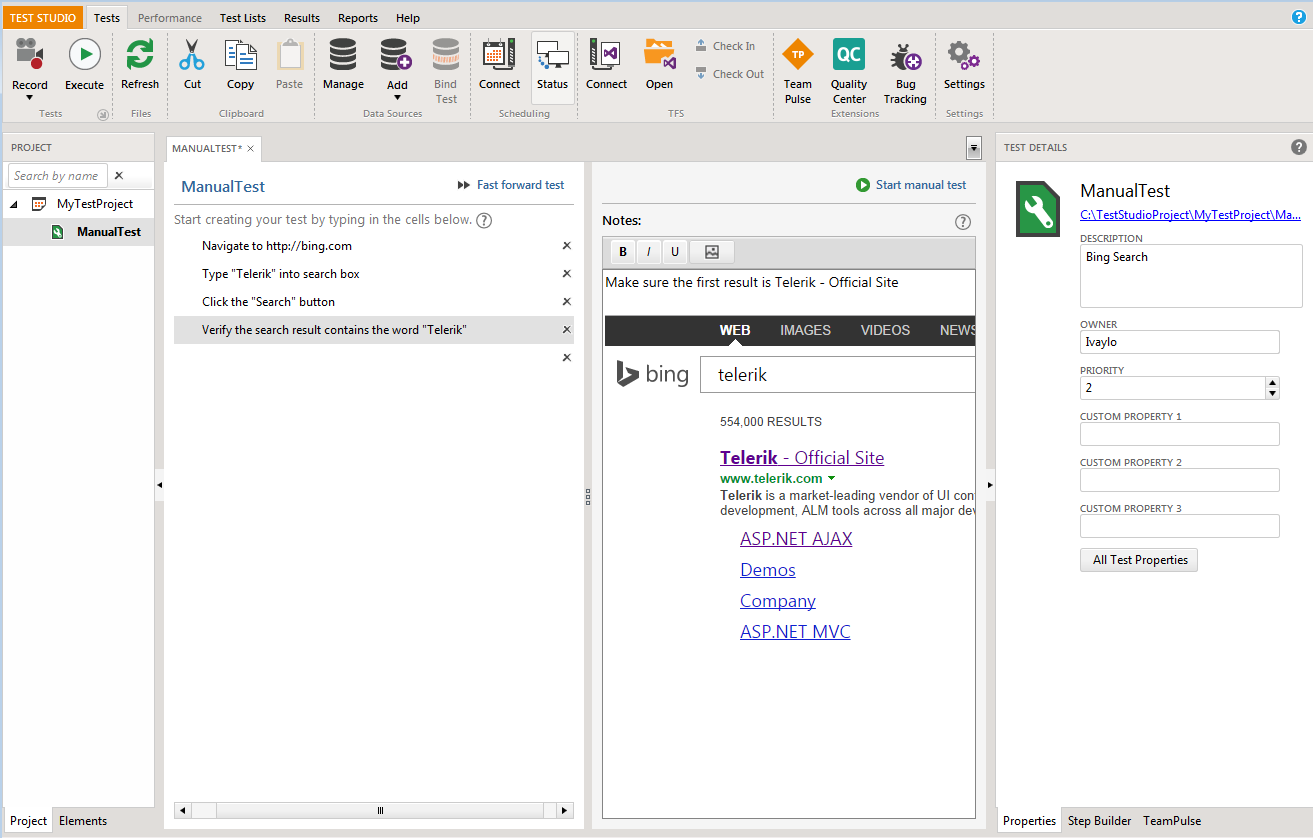 TEST STUDIO Tests Performance Test Lists Results Reports Help
Record Execute Refresh Cut Copy Paste Manage Add Bind Test Connect Status Connect Open Check In Check Out Team Pulse Quality Center Bug Tracking Settings
TP QC
Tests Files Clipboard Data Sources Scheduling TFS Extensions Settings
PROJECT
Search by name
MyTestProject
ManualTest
Project Elements
MANUALTEST*
ManualTest
Fast forward test
Start creating your test by typing in the cells below.
Navigate to http://bing.com
Type "Telerik" into search box
Click the "Search" button
Verify the search result contains the word "Telerik"
Start manual test
Notes:
B I U
Make sure the first result is Telerik - Official Site
WEB IMAGES VIDEOS NEWS
bing telerik
554,000 RESULTS
Telerik - Official Site
www.telerik.com
Telerik is a market-leading vendor of UI con
development, ALM tools across all major dev
ASP.NET AJAX
Demos
Company
ASP.NET MVC
TEST DETAILS
ManualTest
C:\TestStudioProject\MyTestProject\Ma...
DESCRIPTION
Bing Search
OWNER
Ivaylo
PRIORITY
2
CUSTOM PROPERTY 1
CUSTOM PROPERTY 2
CUSTOM PROPERTY 3
All Test Properties
Properties Step Builder TeamPulse